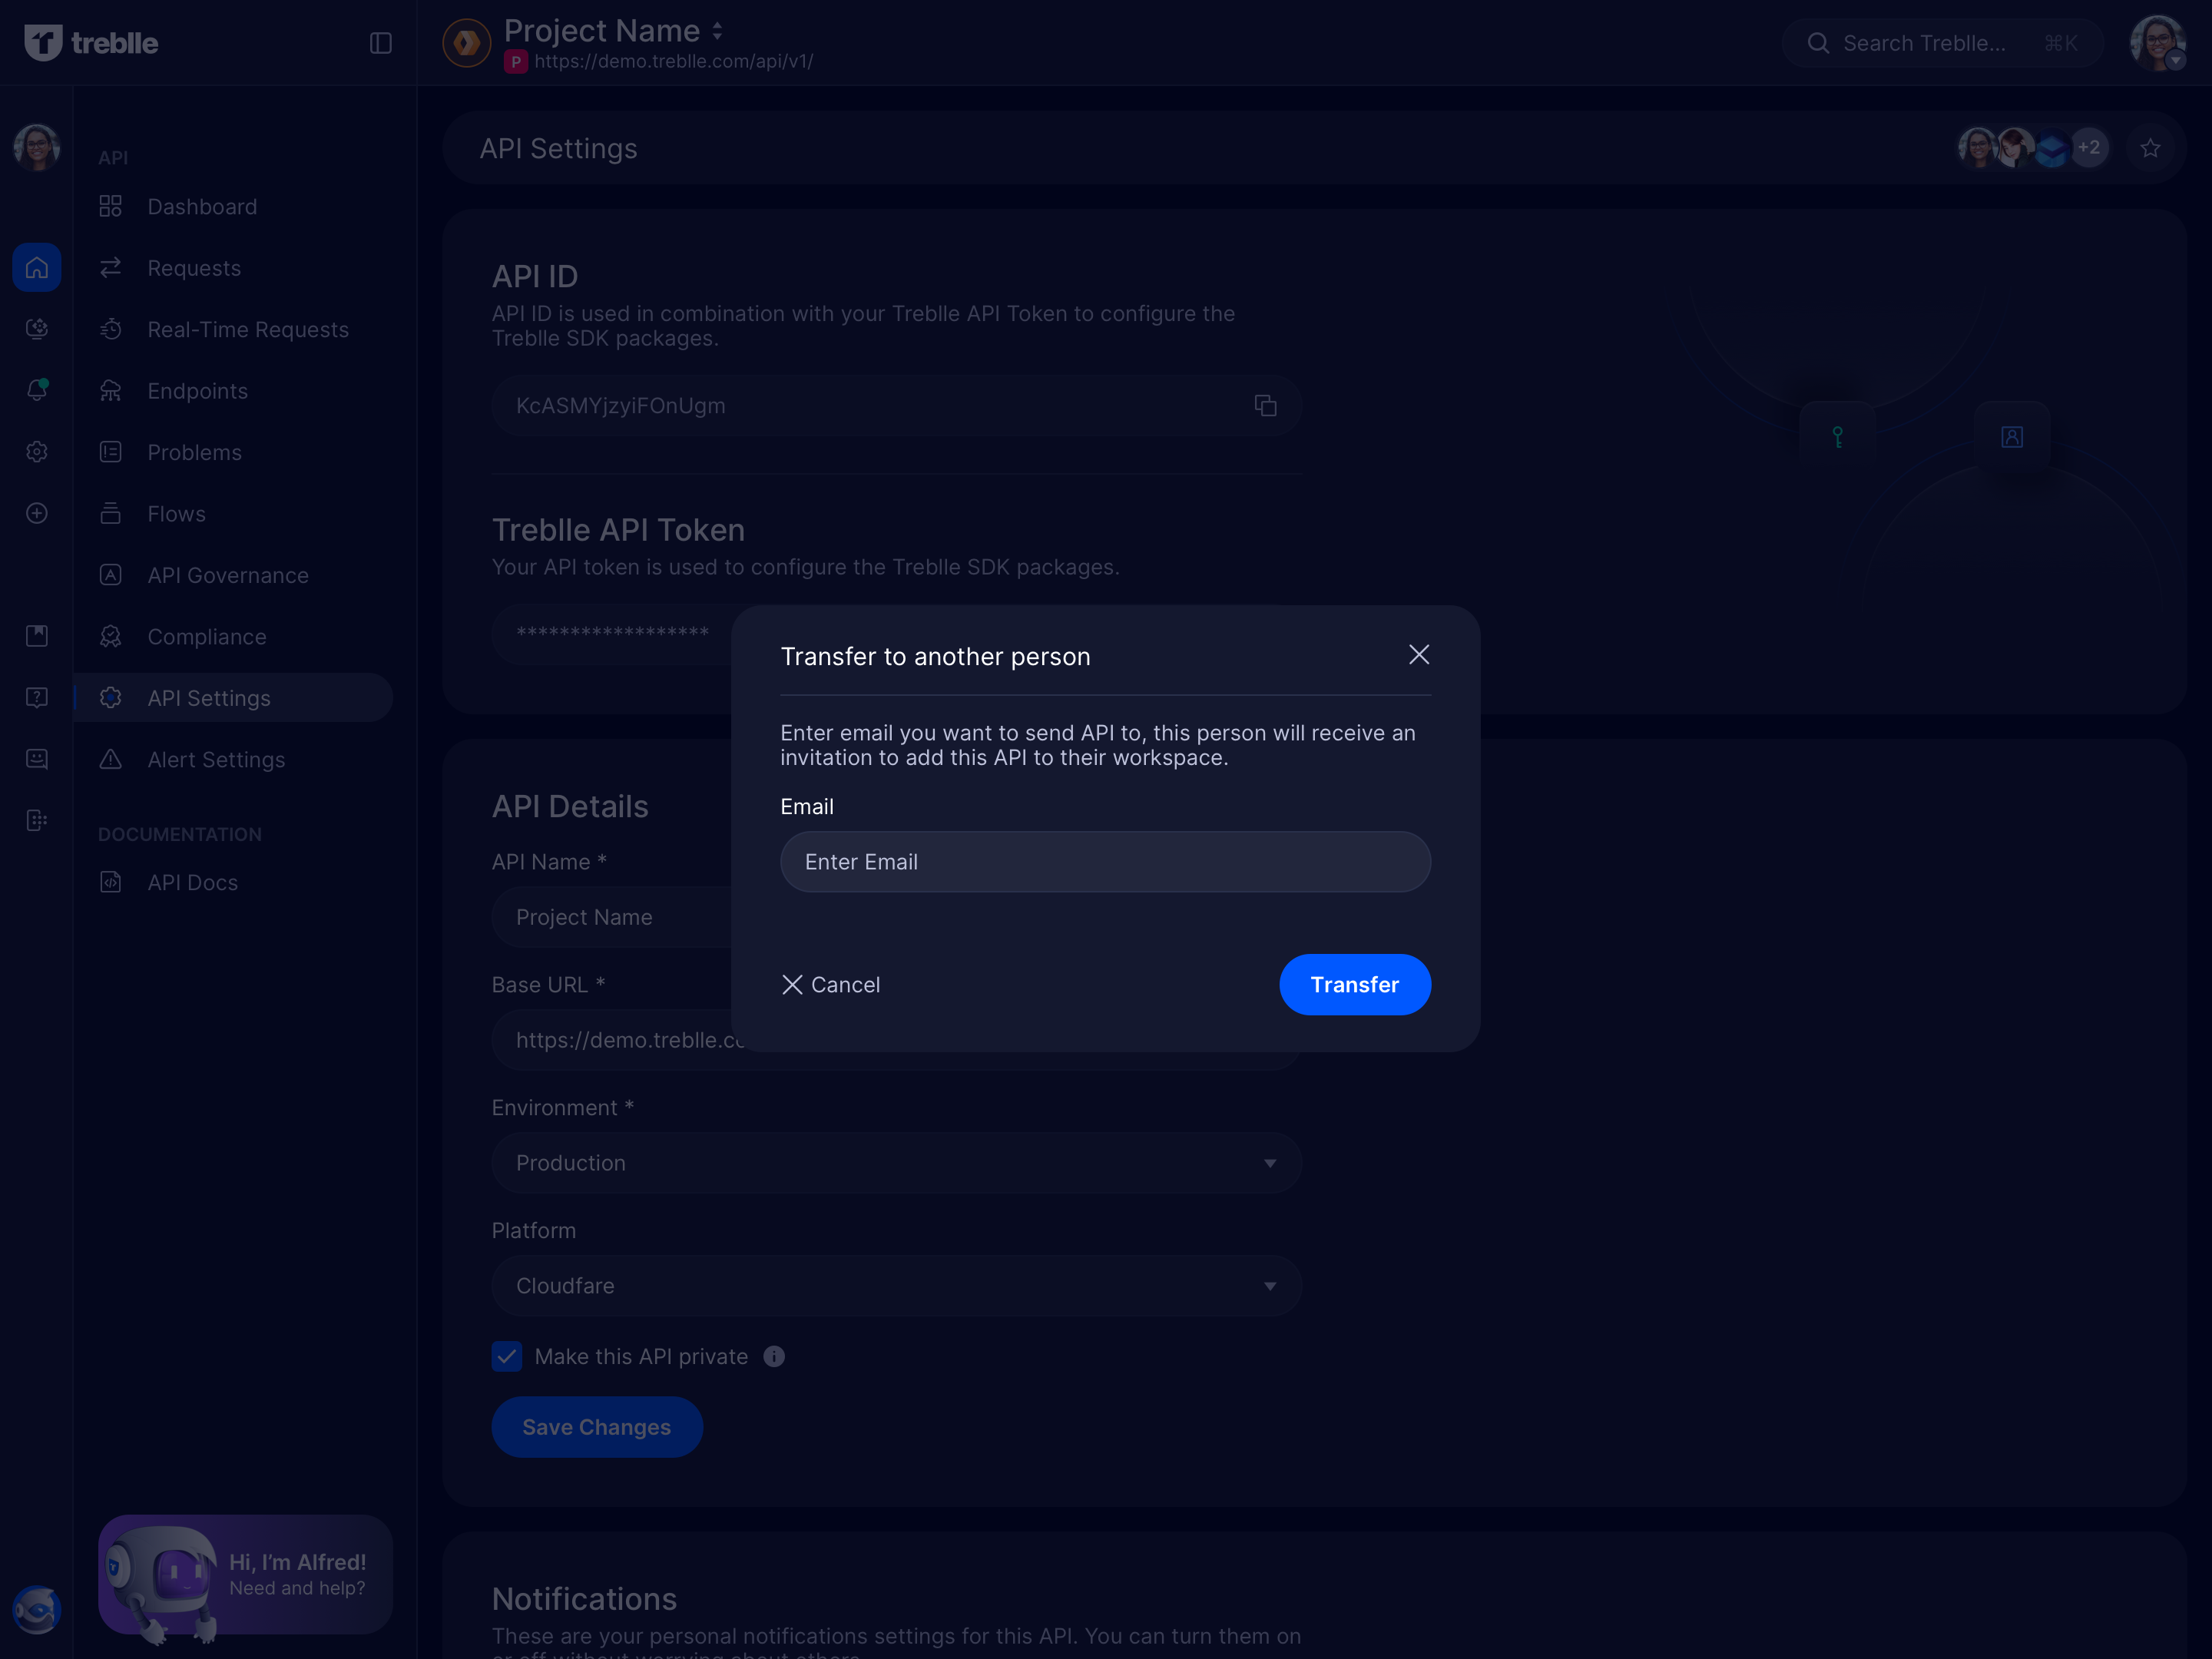 treblle
Project Name
P https://demo.treblle.com/api/v1/
Search Treblle... ⌘K
API
Dashboard
Requests
Real-Time Requests
Endpoints
Problems
Flows
API Governance
Compliance
API Settings
Alert Settings
DOCUMENTATION
API Docs
Hi, I'm Alfred!
Need and help?
API Settings
+2
API ID
API ID is used in combination with your Treblle API Token to configure the
Treblle SDK packages.
KcASMYjzyiFOnUgm
Treblle API Token
Your API token is used to configure the Treblle SDK packages.
******************
API Details
API Name *
Project Name
Base URL *
https://demo.treblle.co
Environment *
Production
Platform
Cloudfare
Make this API private
Save Changes
Notifications
These are your personal notifications settings for this API. You can turn them on
or off without worrying about others.
Transfer to another person
Enter email you want to send API to, this person will receive an
invitation to add this API to their workspace.
Email
Enter Email
Cancel
Transfer